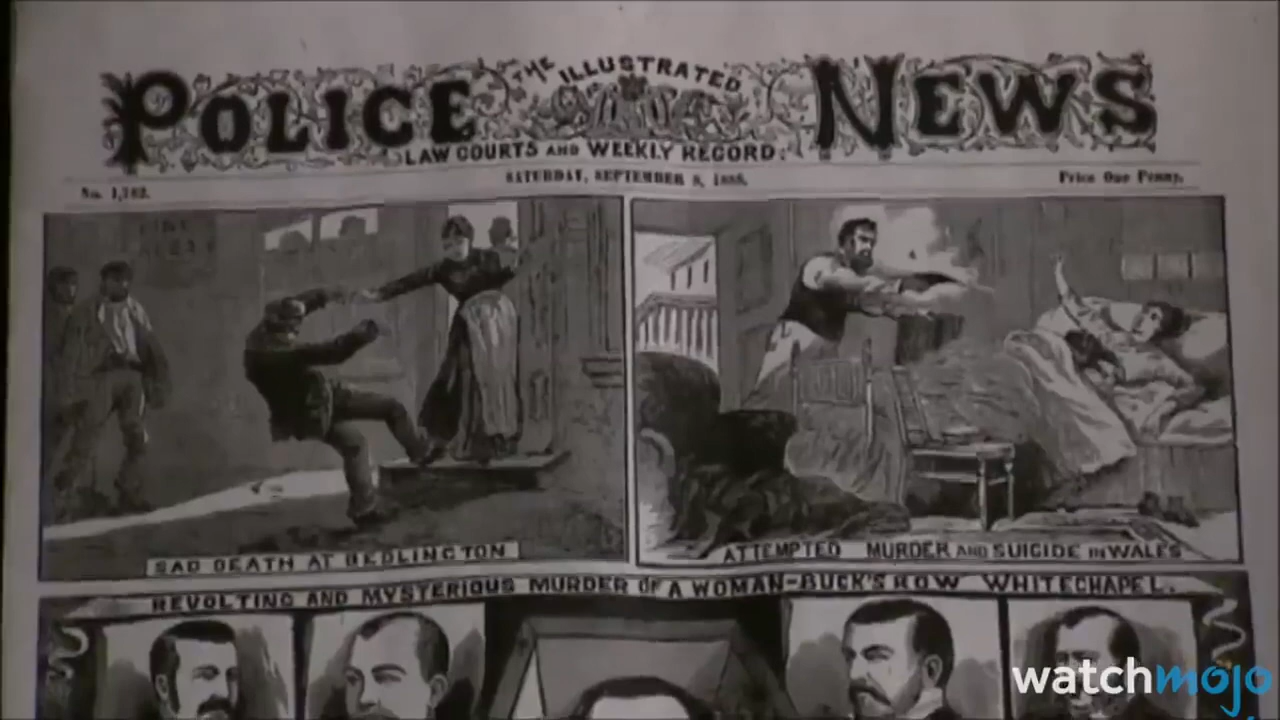 POLICE THE ILLUSTRATED NEWS
LAW COURTS AND WEEKLY RECORD.
SATURDAY, SEPTEMBER 8, 1888.
Price One Penny.
SAD DEATH AT BEDLINGTON
ATTEMPTED MURDER AND SUICIDE IN WALES
REVOLTING AND MYSTERIOUS MURDER OF A WOMAN-BUCK'S ROW WHITECHAPEL.
watchmojo